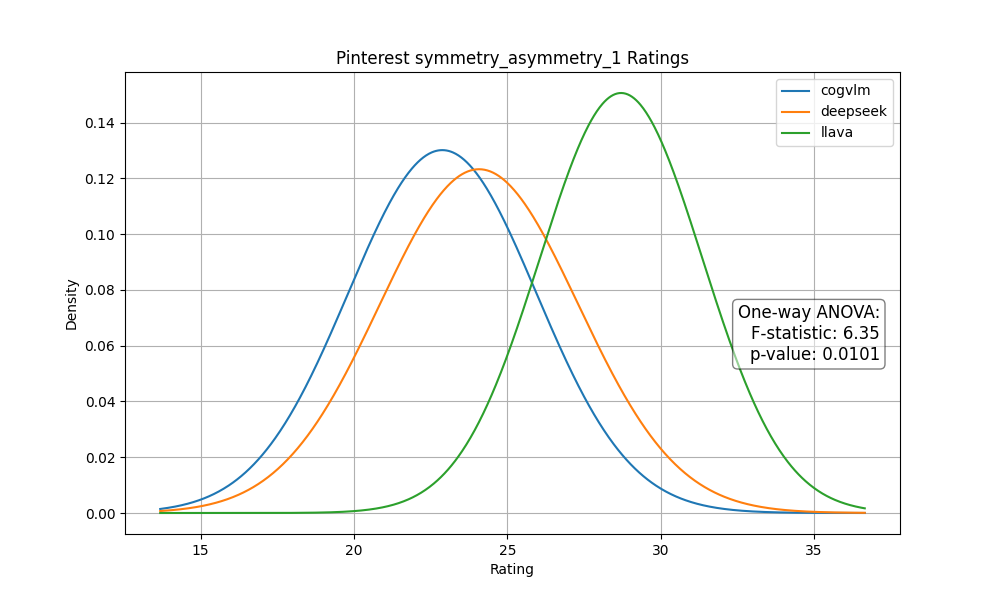 Pinterest symmetry_asymmetry_1 Ratings
cogvlm
deepseek
llava
0.14
0.12
0.10
0.08
0.06
0.04
0.02
0.00
Density
One-way ANOVA:
F-statistic: 6.35
p-value: 0.0101
15 20 25 30 35
Rating